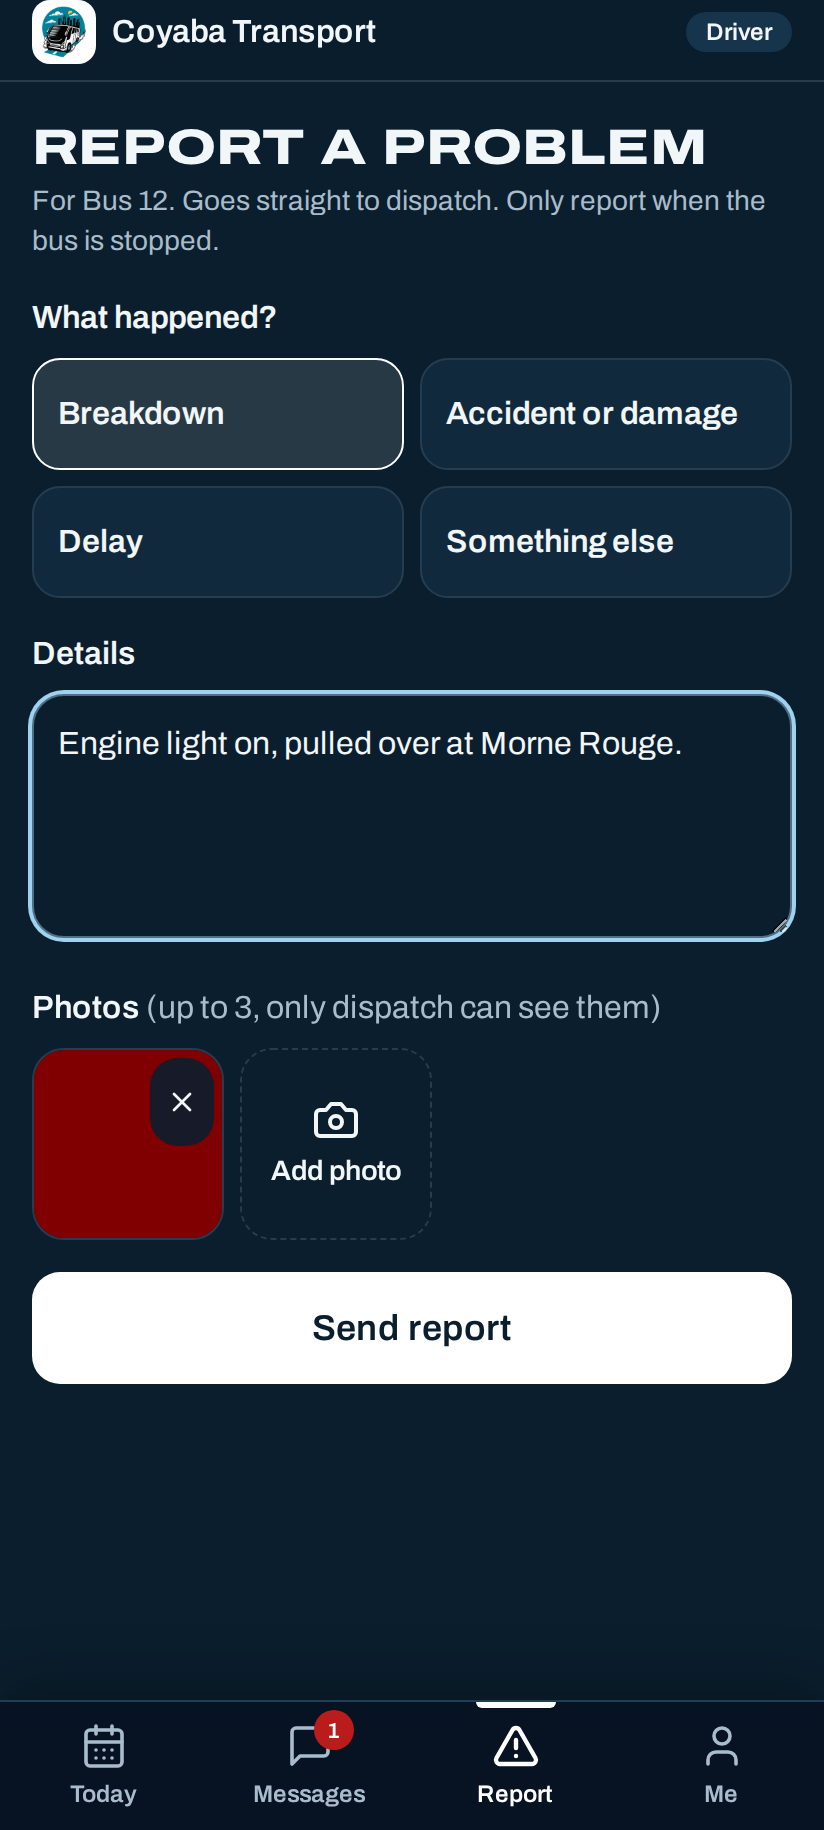 Coyaba Transport
Driver
REPORT A PROBLEM
For Bus 12. Goes straight to dispatch. Only report when the
bus is stopped.
What happened?
Breakdown
Accident or damage
Delay
Something else
Details
Engine light on, pulled over at Morne Rouge.
Photos (up to 3, only dispatch can see them)
Add photo
Send report
1
Today
Messages
Report
Me